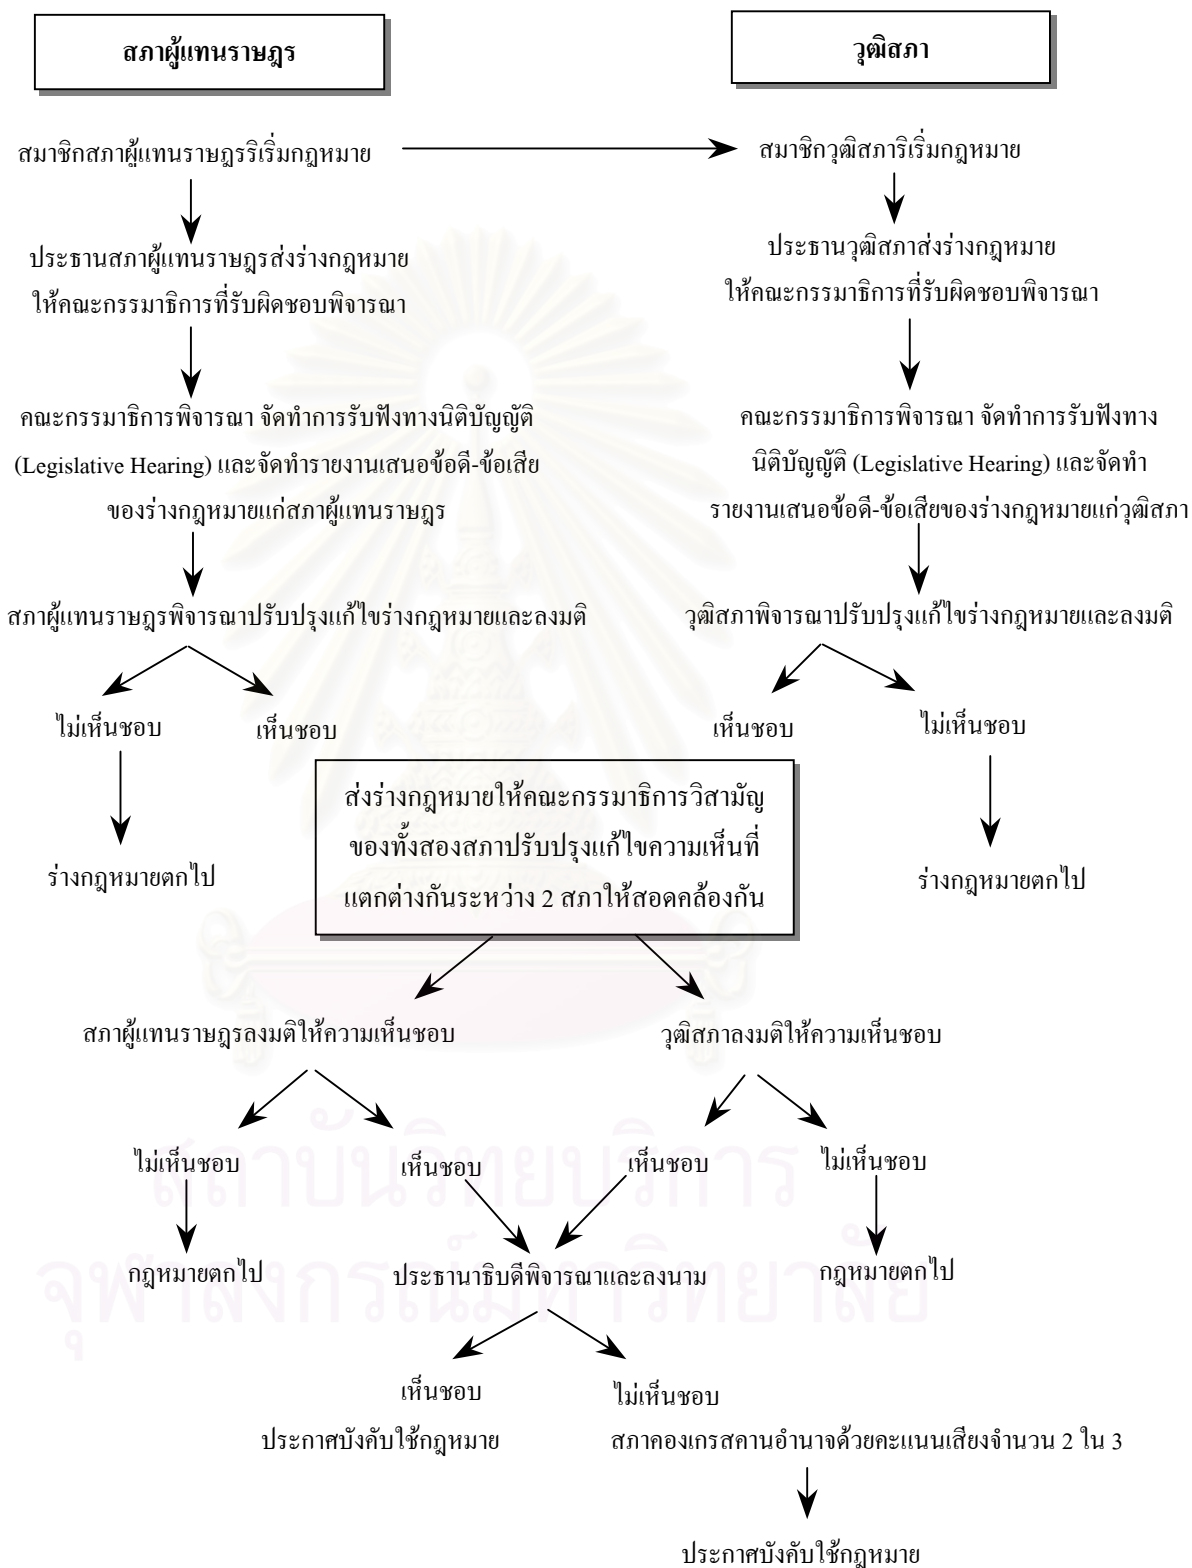 สภาผู้แทนราษฎร
วุฒิสภา
สมาชิกสภาผู้แทนราษฎรริเริ่มกฎหมาย
สมาชิกวุฒิสภาริเริ่มกฎหมาย
ประธานสภาผู้แทนราษฎรส่งร่างกฎหมาย
ให้คณะกรรมาธิการที่รับผิดชอบพิจารณา
ประธานวุฒิสภาส่งร่างกฎหมาย
ให้คณะกรรมาธิการที่รับผิดชอบพิจารณา
คณะกรรมาธิการพิจารณา จัดทำการรับฟังทางนิติบัญญัติ
(Legislative Hearing) และจัดทำรายงานเสนอข้อดี-ข้อเสีย
ของร่างกฎหมายแก่สภาผู้แทนราษฎร
คณะกรรมาธิการพิจารณา จัดทำการรับฟังทาง
นิติบัญญัติ (Legislative Hearing) และจัดทำ
รายงานเสนอข้อดี-ข้อเสียของร่างกฎหมายแก่วุฒิสภา
สภาผู้แทนราษฎรพิจารณาปรับปรุงแก้ไขร่างกฎหมายและลงมติ
วุฒิสภาพิจารณาปรับปรุงแก้ไขร่างกฎหมายและลงมติ
ไม่เห็นชอบ
เห็นชอบ
เห็นชอบ
ไม่เห็นชอบ
ร่างกฎหมายตกไป
ส่งร่างกฎหมายให้คณะกรรมาธิการวิสามัญ
ของทั้งสองสภาปรับปรุงแก้ไขความเห็นที่
แตกต่างกันระหว่าง 2 สภาให้สอดคล้องกัน
ร่างกฎหมายตกไป
สภาผู้แทนราษฎรลงมติให้ความเห็นชอบ
วุฒิสภาลงมติให้ความเห็นชอบ
ไม่เห็นชอบ
เห็นชอบ
เห็นชอบ
ไม่เห็นชอบ
สถาบันวิทยบริการ
จุฬาลงกรณ์มหาวิทยาลัย
กฎหมายตกไป
ประธานาธิบดีพิจารณาและลงนาม
กฎหมายตกไป
เห็นชอบ
ประกาศบังคับใช้กฎหมาย
ไม่เห็นชอบ
สภาคองเกรสคานอำนาจด้วยคะแนนเสียงจำนวน 2 ใน 3
ประกาศบังคับใช้กฎหมาย